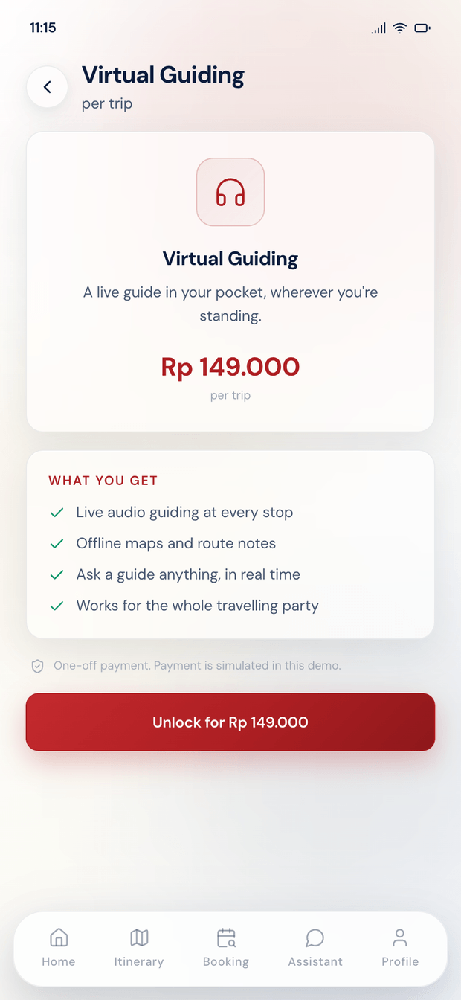 11:15
Virtual Guiding
per trip
Virtual Guiding
A live guide in your pocket, wherever you're
standing.
Rp 149.000
per trip
WHAT YOU GET
Live audio guiding at every stop
Offline maps and route notes
Ask a guide anything, in real time
Works for the whole travelling party
One-off payment. Payment is simulated in this demo.
Unlock for Rp 149.000
Home
Itinerary
Booking
Assistant
Profile